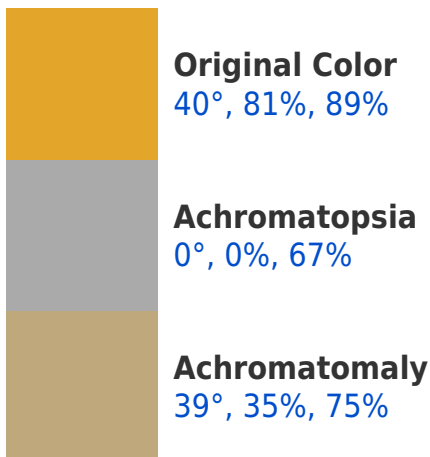 Original Color
40°, 81%, 89%
Achromatopsia
0°, 0%, 67%
Achromatomaly
39°, 35%, 75%